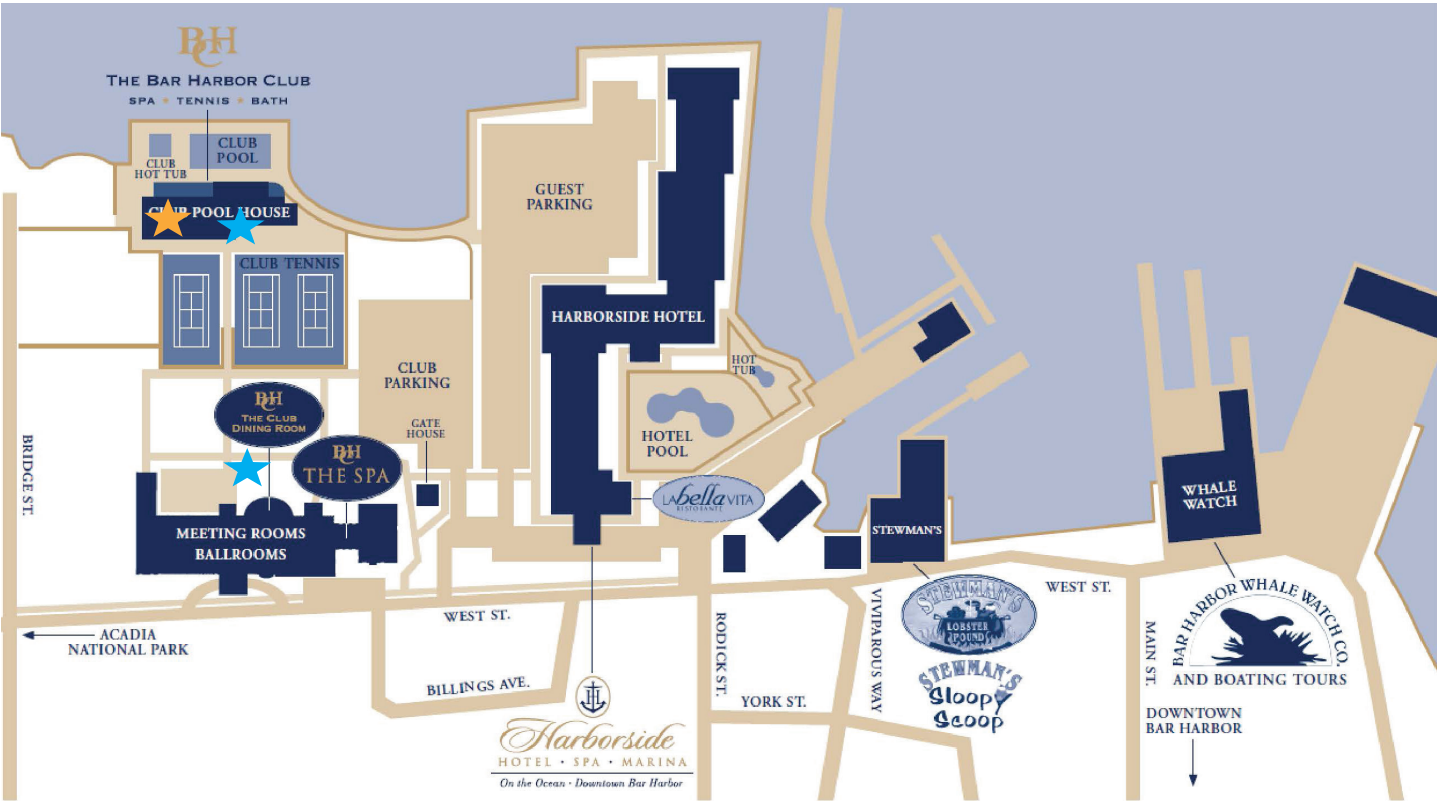 BCH
THE BAR HARBOR CLUB
SPA • TENNIS • BATH
CLUB
POOL
CLUB
HOT TUB
CLUB POOL HOUSE
CLUB TENNIS
GUEST
PARKING
HARBORSIDE HOTEL
CLUB
PARKING
GATE
HOUSE
HOT
TUB
HOTEL
POOL
BCH
THE CLUB
DINING ROOM
BCH
THE SPA
LA bella VITA
RISTORANTE
MEETING ROOMS
BALLROOMS
BRIDGE ST.
STEWMAN'S
WHALE
WATCH
WEST ST.
WEST ST.
ACADIA
NATIONAL PARK
BILLINGS AVE.
RODICK ST.
YORK ST.
VIVIPAROUS WAY
STEWMAN'S
LOBSTER
POUND
STEWMAN'S
Sloopy
Scoop
MAIN ST.
BAR HARBOR WHALE WATCH CO.
AND BOATING TOURS
DOWNTOWN
BAR HARBOR
H
Harborside
HOTEL • SPA • MARINA
On the Ocean • Downtown Bar Harbor